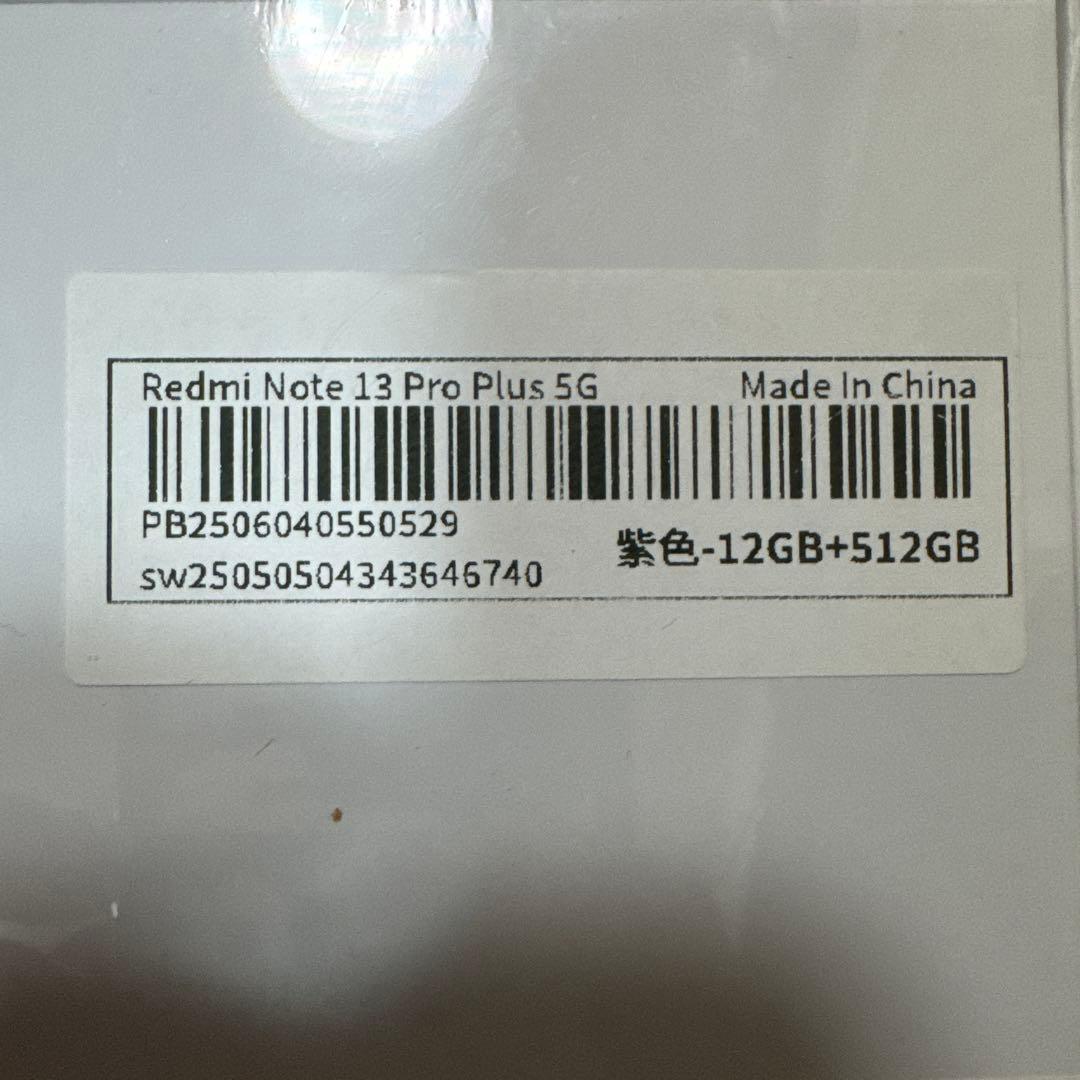 Redmi Note 13 Pro Plus 5G
Made In China
PB2506040550529
紫色-12GB+512GB
sw250505043436467​40